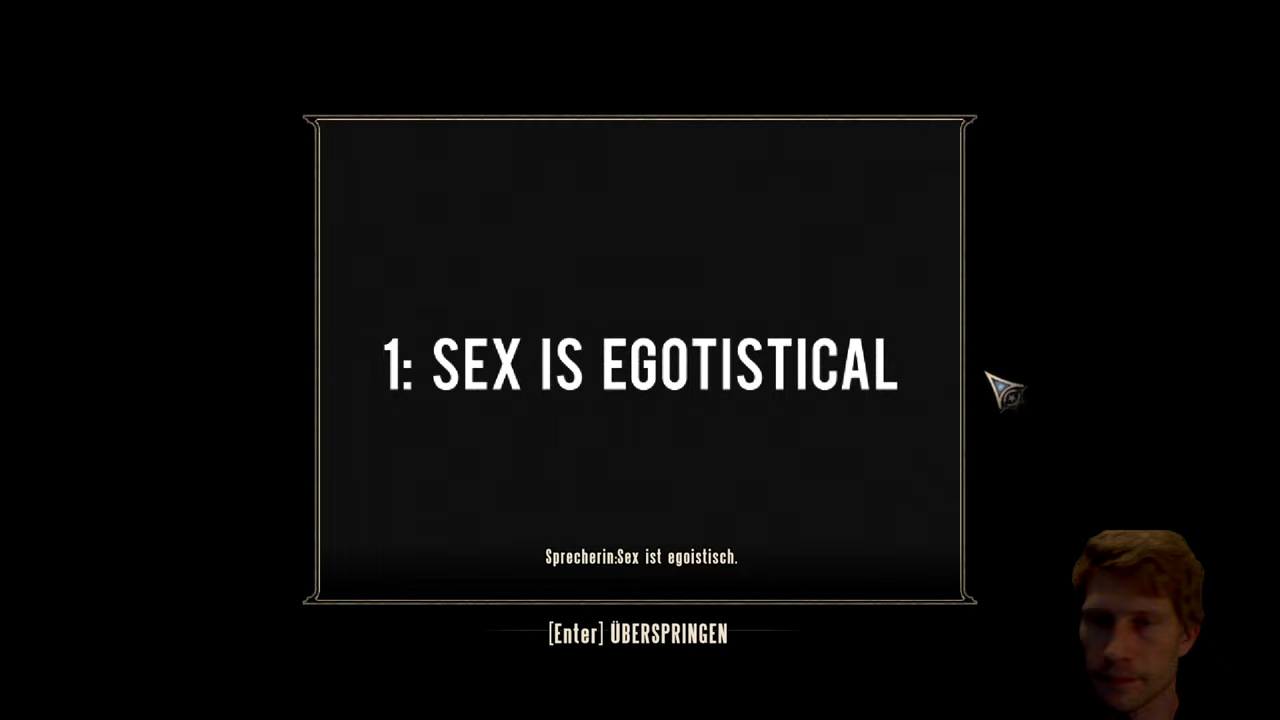 1: SEX IS EGOTISTICAL
Sprecherin:Sex ist egoistisch.
[Enter] ÜBERSPRINGEN